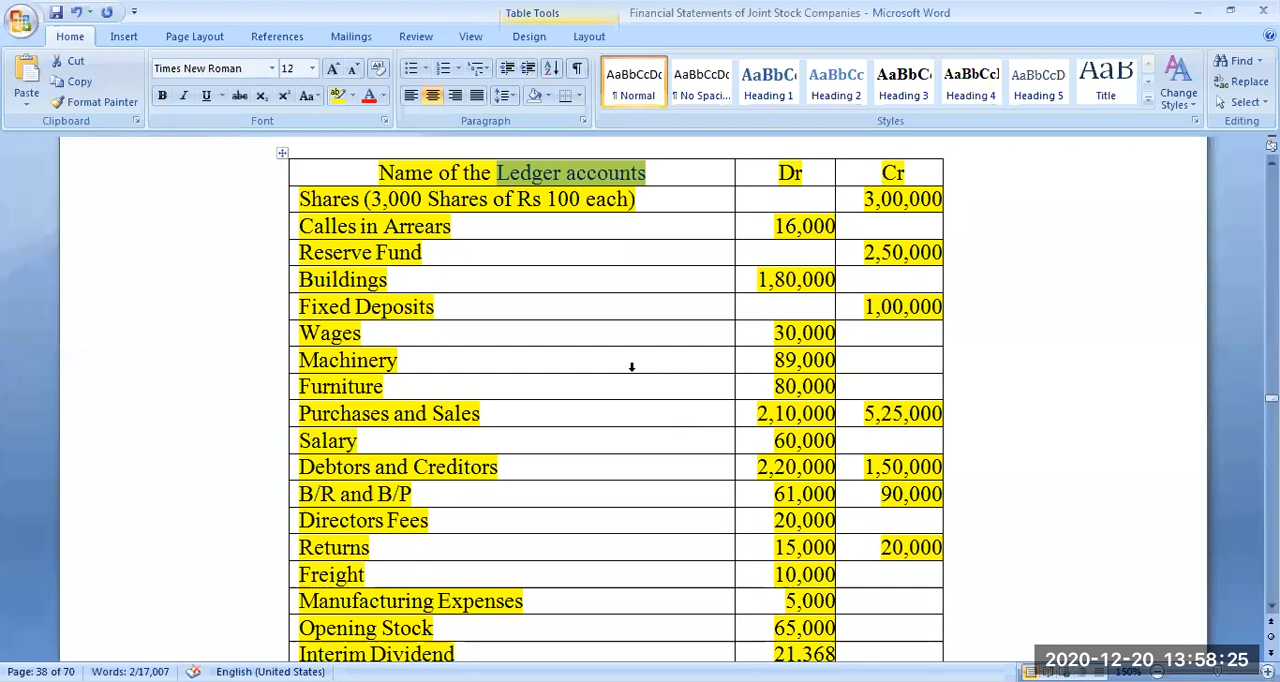 Table Tools
Financial Statements of Joint Stock Companies - Microsoft Word
Home Insert Page Layout References Mailings Review View Design Layout
Paste
Cut
Copy
Format Painter
Clipboard
Times New Roman 12
Font
Paragraph
AaBbCcDc AaBbCcDc AaBbC AaBbCc AaBbCc AaBbCcI AaBbCcD AaB
¶ Normal ¶ No Spaci... Heading 1 Heading 2 Heading 3 Heading 4 Heading 5 Title
Change Styles
Styles
Find
Replace
Select
Editing
Name of the Ledger accounts Dr Cr
Shares (3,000 Shares of Rs 100 each) 3,00,000
Calles in Arrears 16,000
Reserve Fund 2,50,000
Buildings 1,80,000
Fixed Deposits 1,00,000
Wages 30,000
Machinery 89,000
Furniture 80,000
Purchases and Sales 2,10,000 5,25,000
Salary 60,000
Debtors and Creditors 2,20,000 1,50,000
B/R and B/P 61,000 90,000
Directors Fees 20,000
Returns 15,000 20,000
Freight 10,000
Manufacturing Expenses 5,000
Opening Stock 65,000
Interim Dividend 21,368
Page: 38 of 70 Words: 2/17,007 English (United States) 150%
2020-12-20 13:58:25